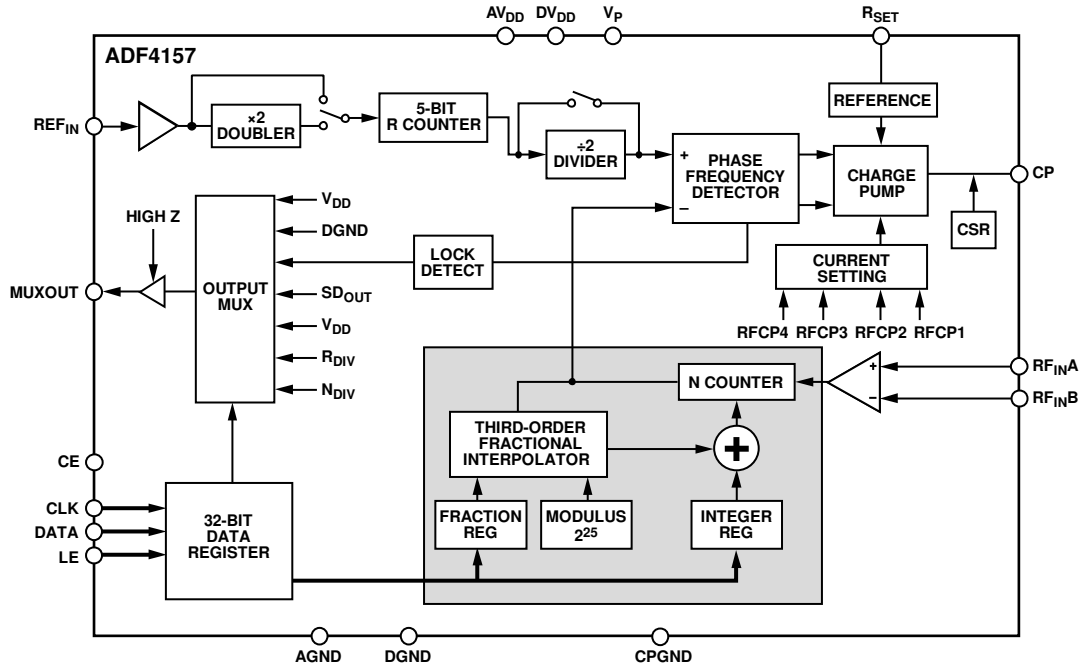 AVDD
DVDD
VP
RSET
ADF4157
REFIN
×2
DOUBLER
5-BIT
R COUNTER
÷2
DIVIDER
+
–
PHASE
FREQUENCY
DETECTOR
REFERENCE
CHARGE
PUMP
CP
CSR
HIGH Z
MUXOUT
OUTPUT
MUX
VDD
DGND
SDOUT
VDD
RDIV
NDIV
LOCK
DETECT
CURRENT
SETTING
RFCP4
RFCP3
RFCP2
RFCP1
N COUNTER
+
–
RFINA
RFINB
THIRD-ORDER
FRACTIONAL
INTERPOLATOR
+
CE
CLK
DATA
LE
32-BIT
DATA
REGISTER
FRACTION
REG
MODULUS
2²⁵
INTEGER
REG
AGND
DGND
CPGND